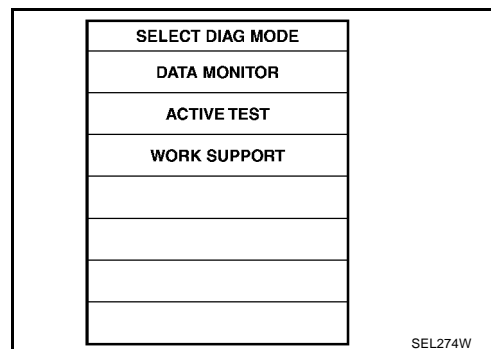 SELECT DIAG MODE
DATA MONITOR
ACTIVE TEST
WORK SUPPORT
SEL274W